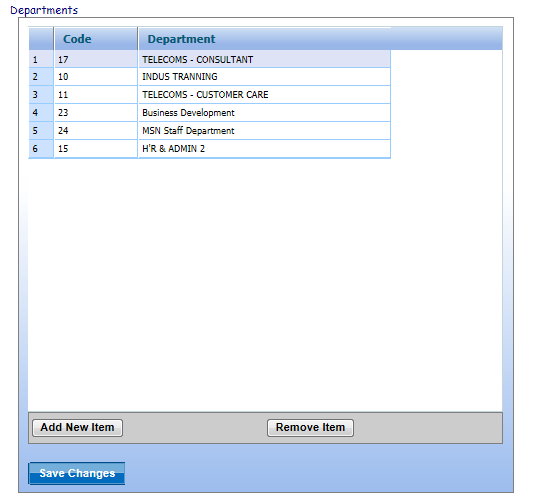 Departments
Code Department
1 17 TELECOMS - CONSULTANT
2 10 INDUS TRANNING
3 11 TELECOMS - CUSTOMER CARE
4 23 Business Development
5 24 MSN Staff Department
6 15 H'R & ADMIN 2
Add New Item Remove Item
Save Changes